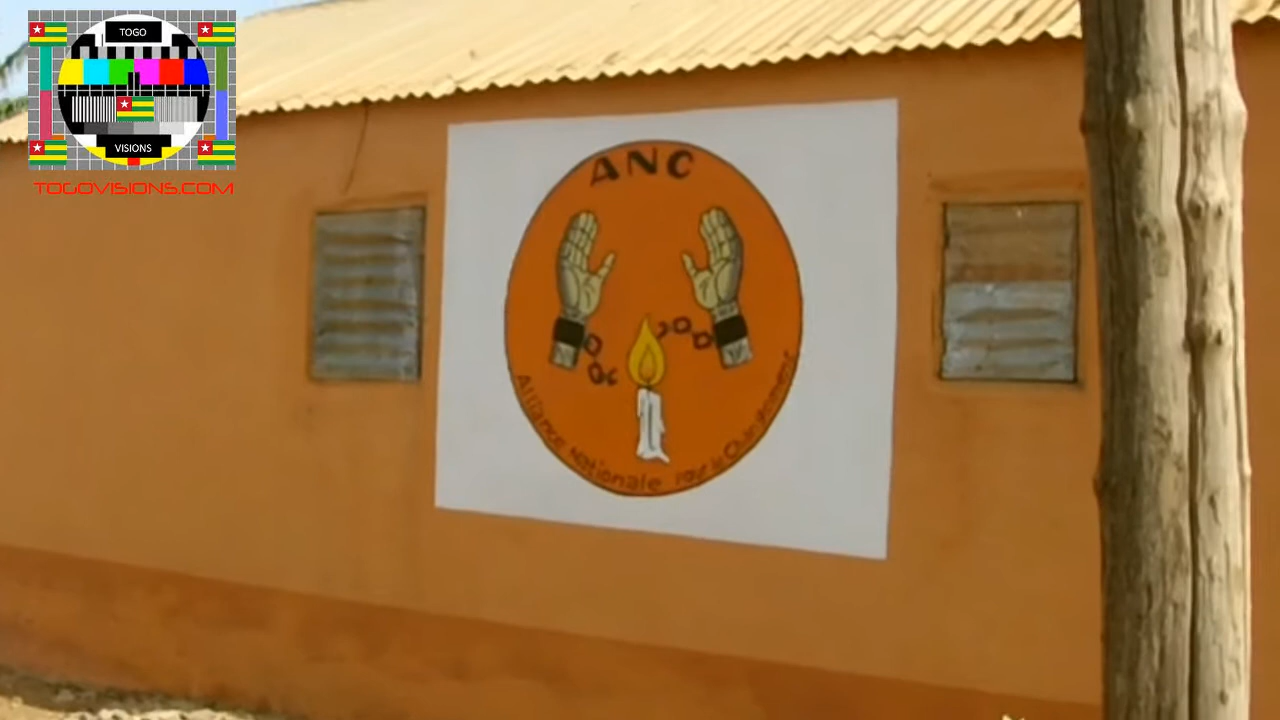 TOGO
VISIONS
TOGOVISIONS.COM
ANC
Alliance Nationale pour le Changement